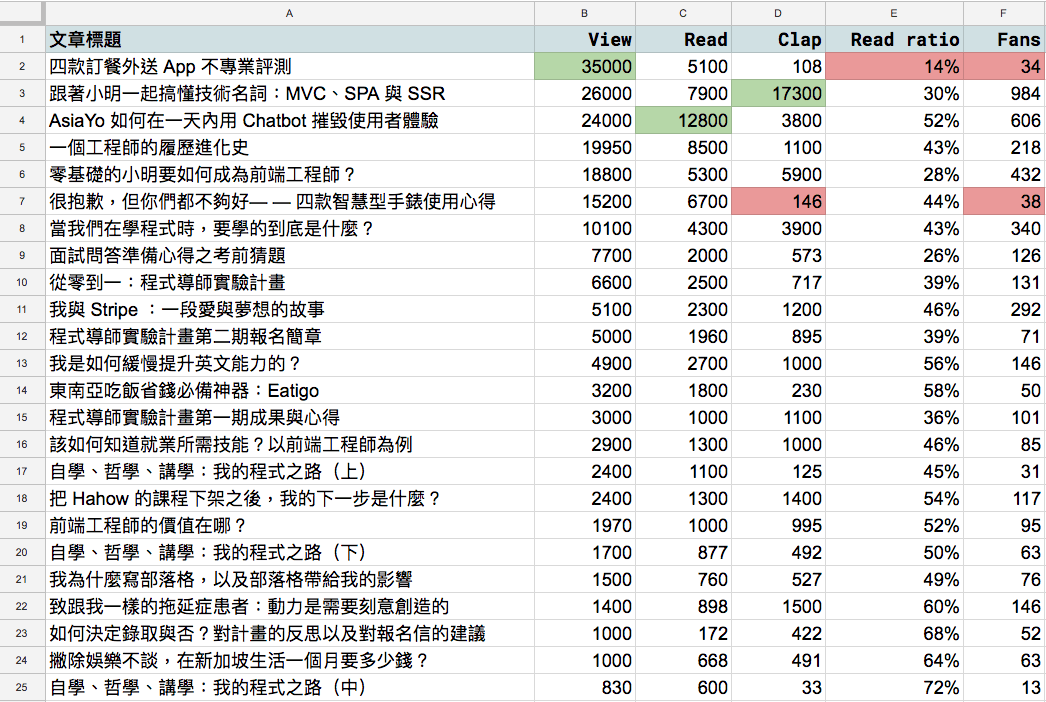 A B C D E F
1 文章標題 View Read Clap Read ratio Fans
2 四款訂餐外送 App 不專業評測 35000 5100 108 14% 34
3 跟著小明一起搞懂技術名詞：MVC、SPA 與 SSR 26000 7900 17300 30% 984
4 AsiaYo 如何在一天內用 Chatbot 摧毀使用者體驗 24000 12800 3800 52% 606
5 一個工程師的履歷進化史 19950 8500 1100 43% 218
6 零基礎的小明要如何成為前端工程師？ 18800 5300 5900 28% 432
7 很抱歉，但你們都不夠好— — 四款智慧型手錶使用心得 15200 6700 146 44% 38
8 當我們在學程式時，要學的到底是什麼？ 10100 4300 3900 43% 340
9 面試問答準備心得之考前猜題 7700 2000 573 26% 126
10 從零到一：程式導師實驗計畫 6600 2500 717 39% 131
11 我與 Stripe ：一段愛與夢想的故事 5100 2300 1200 46% 292
12 程式導師實驗計畫第二期報名簡章 5000 1960 895 39% 71
13 我是如何緩慢提升英文能力的？ 4900 2700 1000 56% 146
14 東南亞吃飯省錢必備神器：Eatigo 3200 1800 230 58% 50
15 程式導師實驗計畫第一期成果與心得 3000 1000 1100 36% 101
16 該如何知道就業所需技能？以前端工程師為例 2900 1300 1000 46% 85
17 自學、哲學、講學：我的程式之路（上） 2400 1100 125 45% 31
18 把 Hahow 的課程下架之後，我的下一步是什麼？ 2400 1300 1400 54% 117
19 前端工程師的價值在哪？ 1970 1000 995 52% 95
20 自學、哲學、講學：我的程式之路（下） 1700 877 492 50% 63
21 我為什麼寫部落格，以及部落格帶給我的影響 1500 760 527 49% 76
22 致跟我一樣的拖延症患者：動力是需要刻意創造的 1400 898 1500 60% 146
23 如何決定錄取與否？對計畫的反思以及對報名信的建議 1000 172 422 68% 52
24 撇除娛樂不談，在新加坡生活一個月要多少錢？ 1000 668 491 64% 63
25 自學、哲學、講學：我的程式之路（中） 830 600 33 72% 13